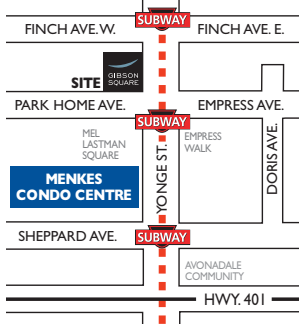 SUBWAY
FINCH AVE. W.
FINCH AVE. E.
SITE
GIBSON
SQUARE
PARK HOME AVE.
EMPRESS AVE.
SUBWAY
MEL
LASTMAN
SQUARE
EMPRESS
WALK
YONGE ST.
DORIS AVE.
MENKES
CONDO CENTRE
SHEPPARD AVE.
SUBWAY
AVONADALE
COMMUNITY
HWY. 401